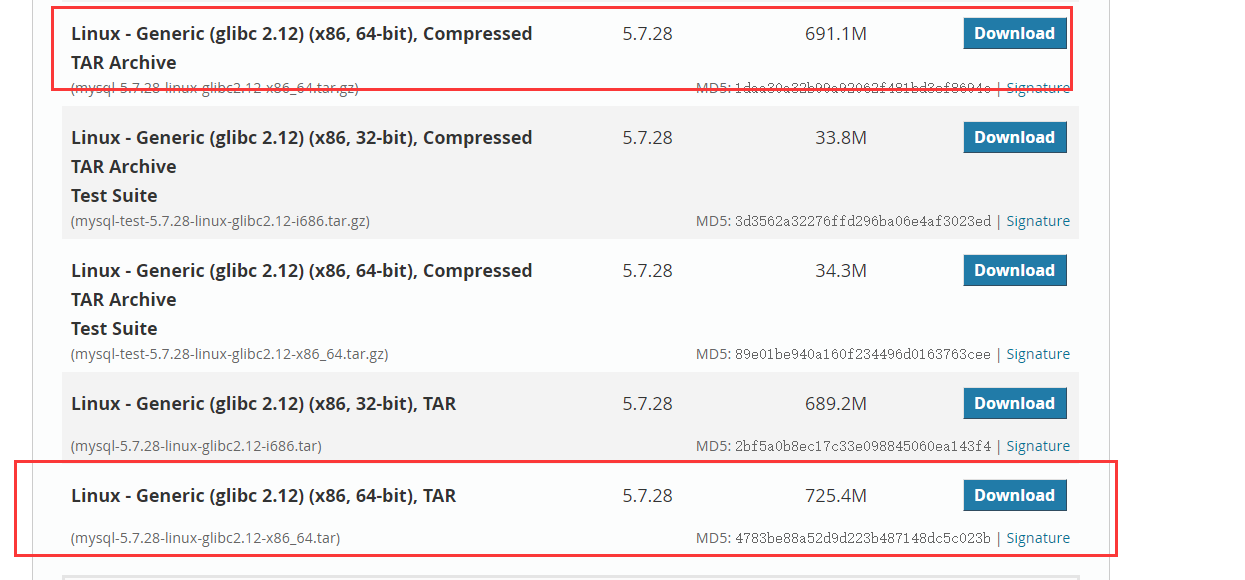 Linux - Generic (glibc 2.12) (x86, 64-bit), Compressed 5.7.28 691.1M Download
TAR Archive
(mysql-5.7.28-linux-glibc2.12-x86_64.tar.gz) MD5: | Signature
Linux - Generic (glibc 2.12) (x86, 32-bit), Compressed 5.7.28 33.8M Download
TAR Archive
Test Suite
(mysql-test-5.7.28-linux-glibc2.12-i686.tar.gz) MD5: 3d3562a32276ffd296ba06e4af3023ed | Signature
Linux - Generic (glibc 2.12) (x86, 64-bit), Compressed 5.7.28 34.3M Download
TAR Archive
Test Suite
(mysql-test-5.7.28-linux-glibc2.12-x86_64.tar.gz) MD5: 89e01be940a160f234496d0163763cee | Signature
Linux - Generic (glibc 2.12) (x86, 32-bit), TAR 5.7.28 689.2M Download
(mysql-5.7.28-linux-glibc2.12-i686.tar) MD5: 2bf5a0b8ec17c33e098845060ea143f4 | Signature
Linux - Generic (glibc 2.12) (x86, 64-bit), TAR 5.7.28 725.4M Download
(mysql-5.7.28-linux-glibc2.12-x86_64.tar) MD5: 4783be88a52d9d223b487148dc5c023b | Signature